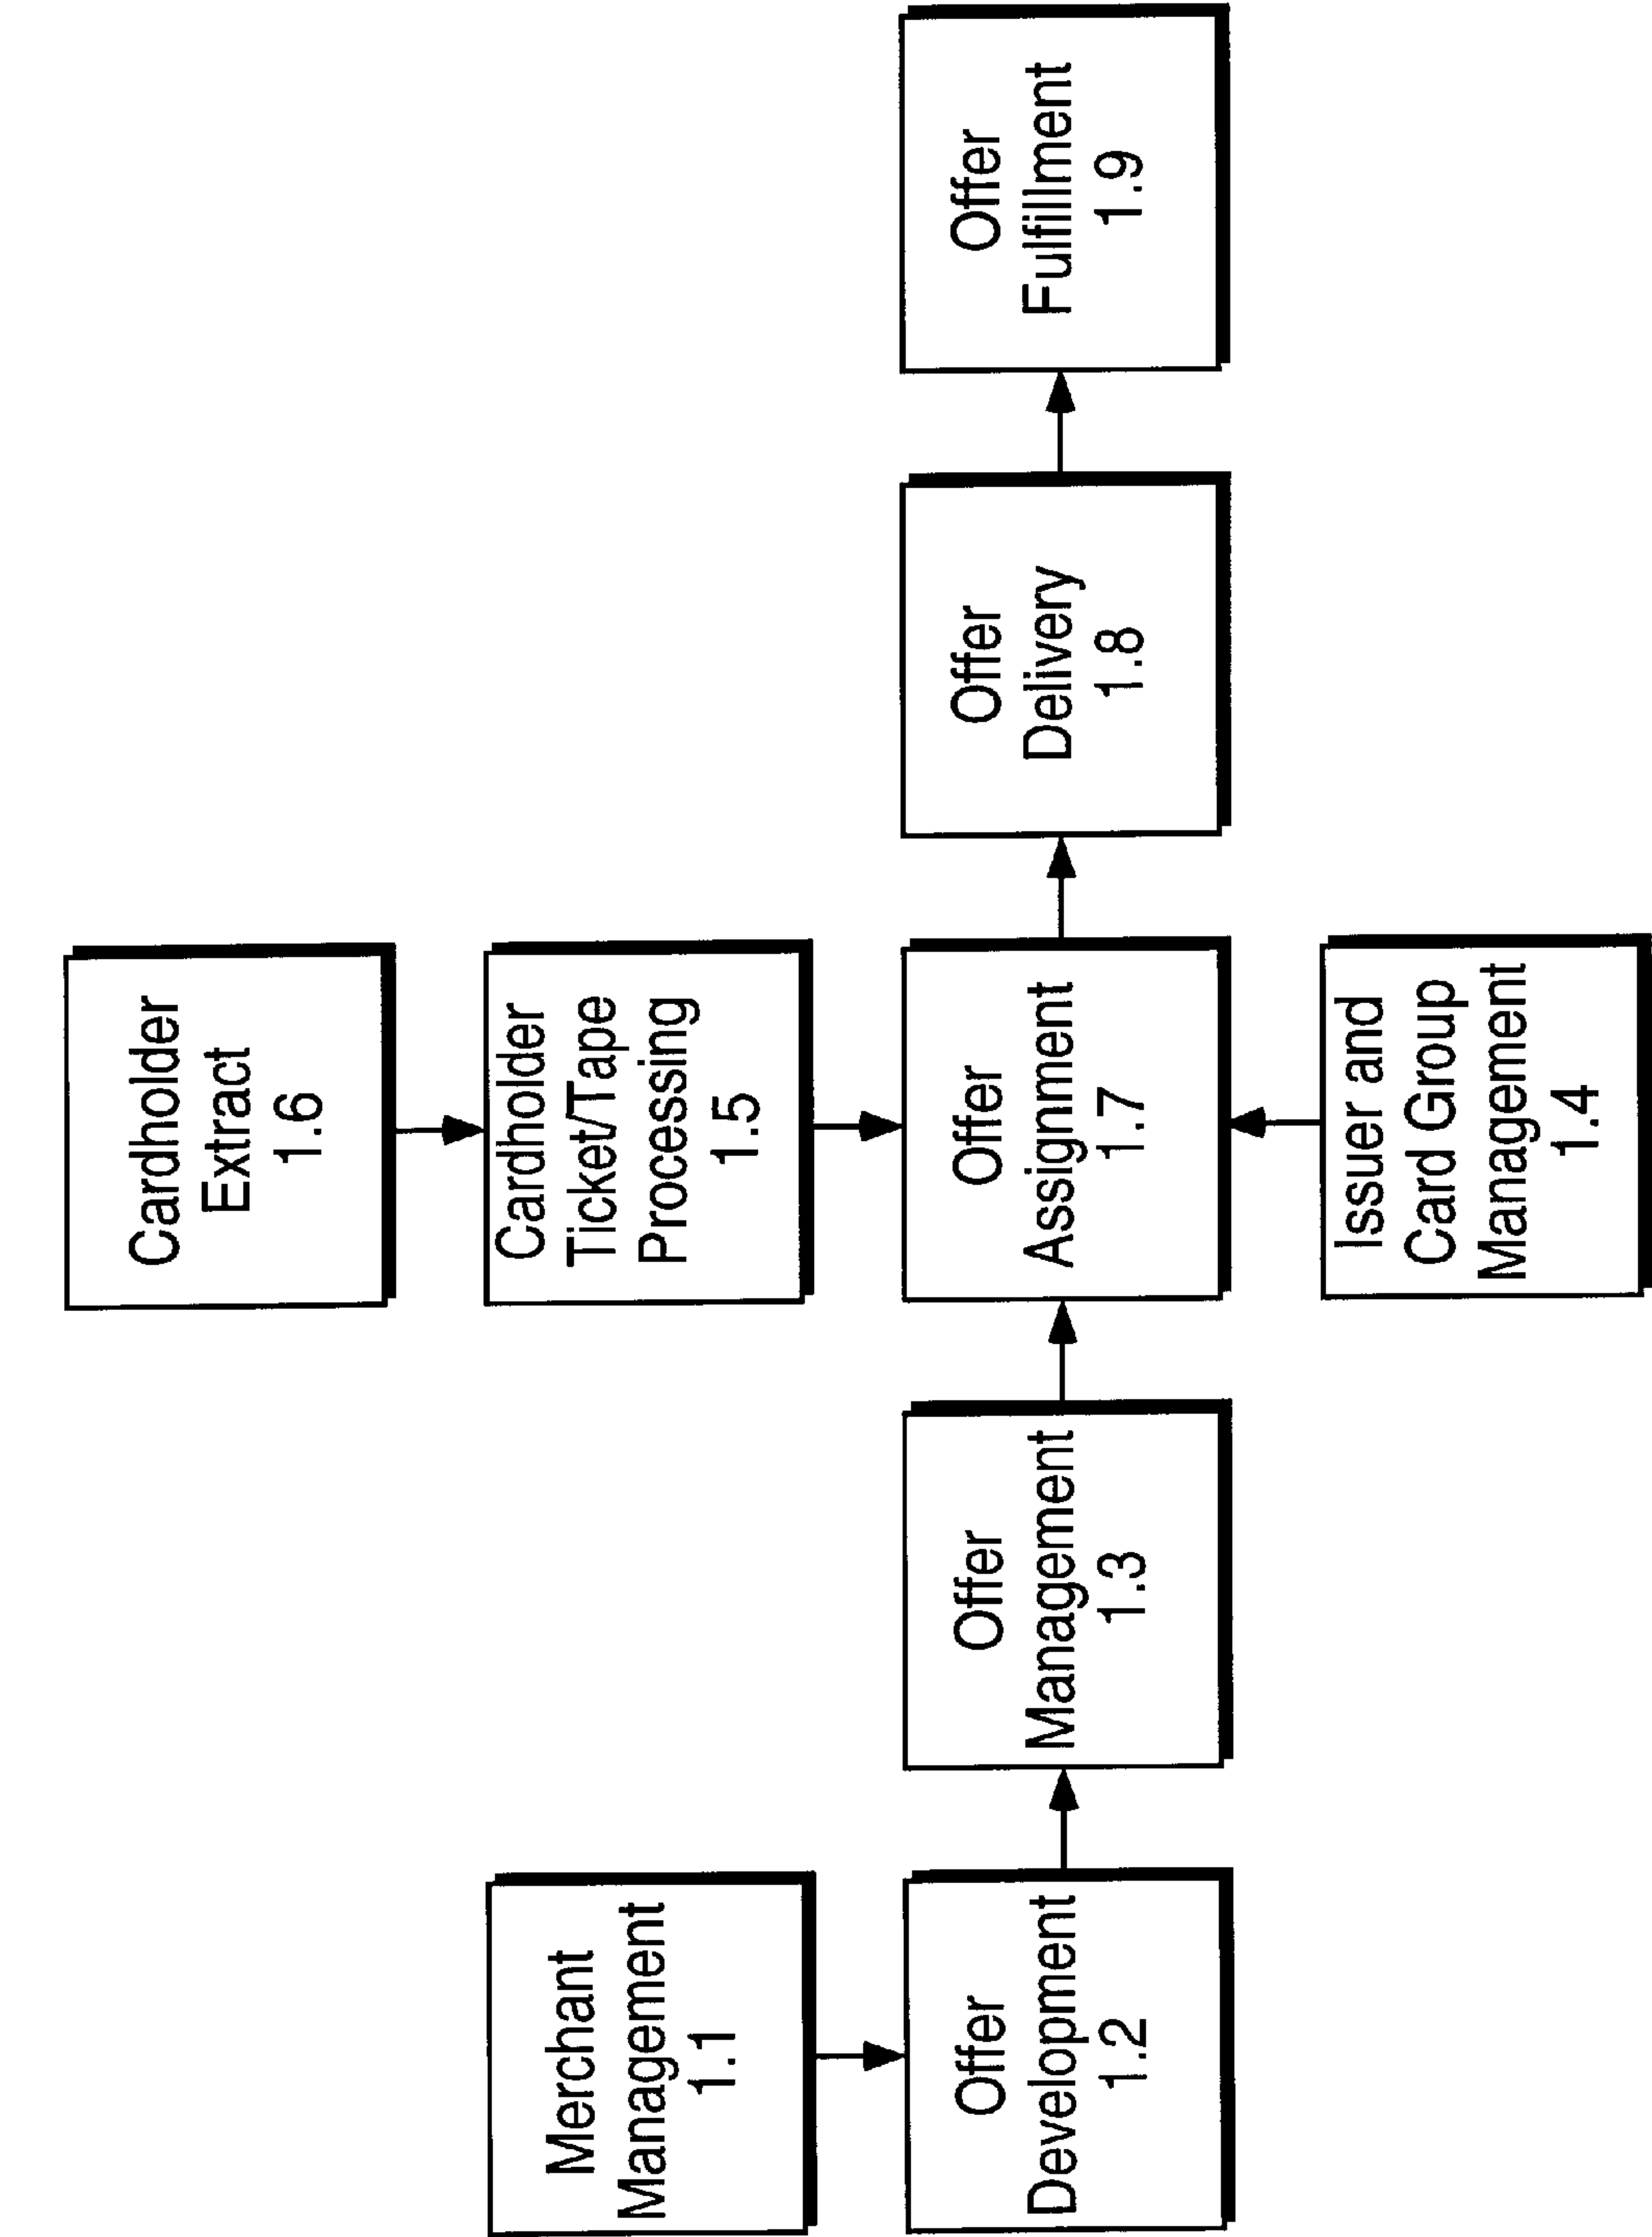 Cardholder
Extract
1.6
Merchant
Management
1.1
Cardholder
Ticket/Tape
Processing
1.5
Offer
Development
1.2
Offer
Management
1.3
Offer
Assignment
1.7
Offer
Delivery
1.8
Offer
Fulfillment
1.9
Issuer and
Card Group
Management
1.4